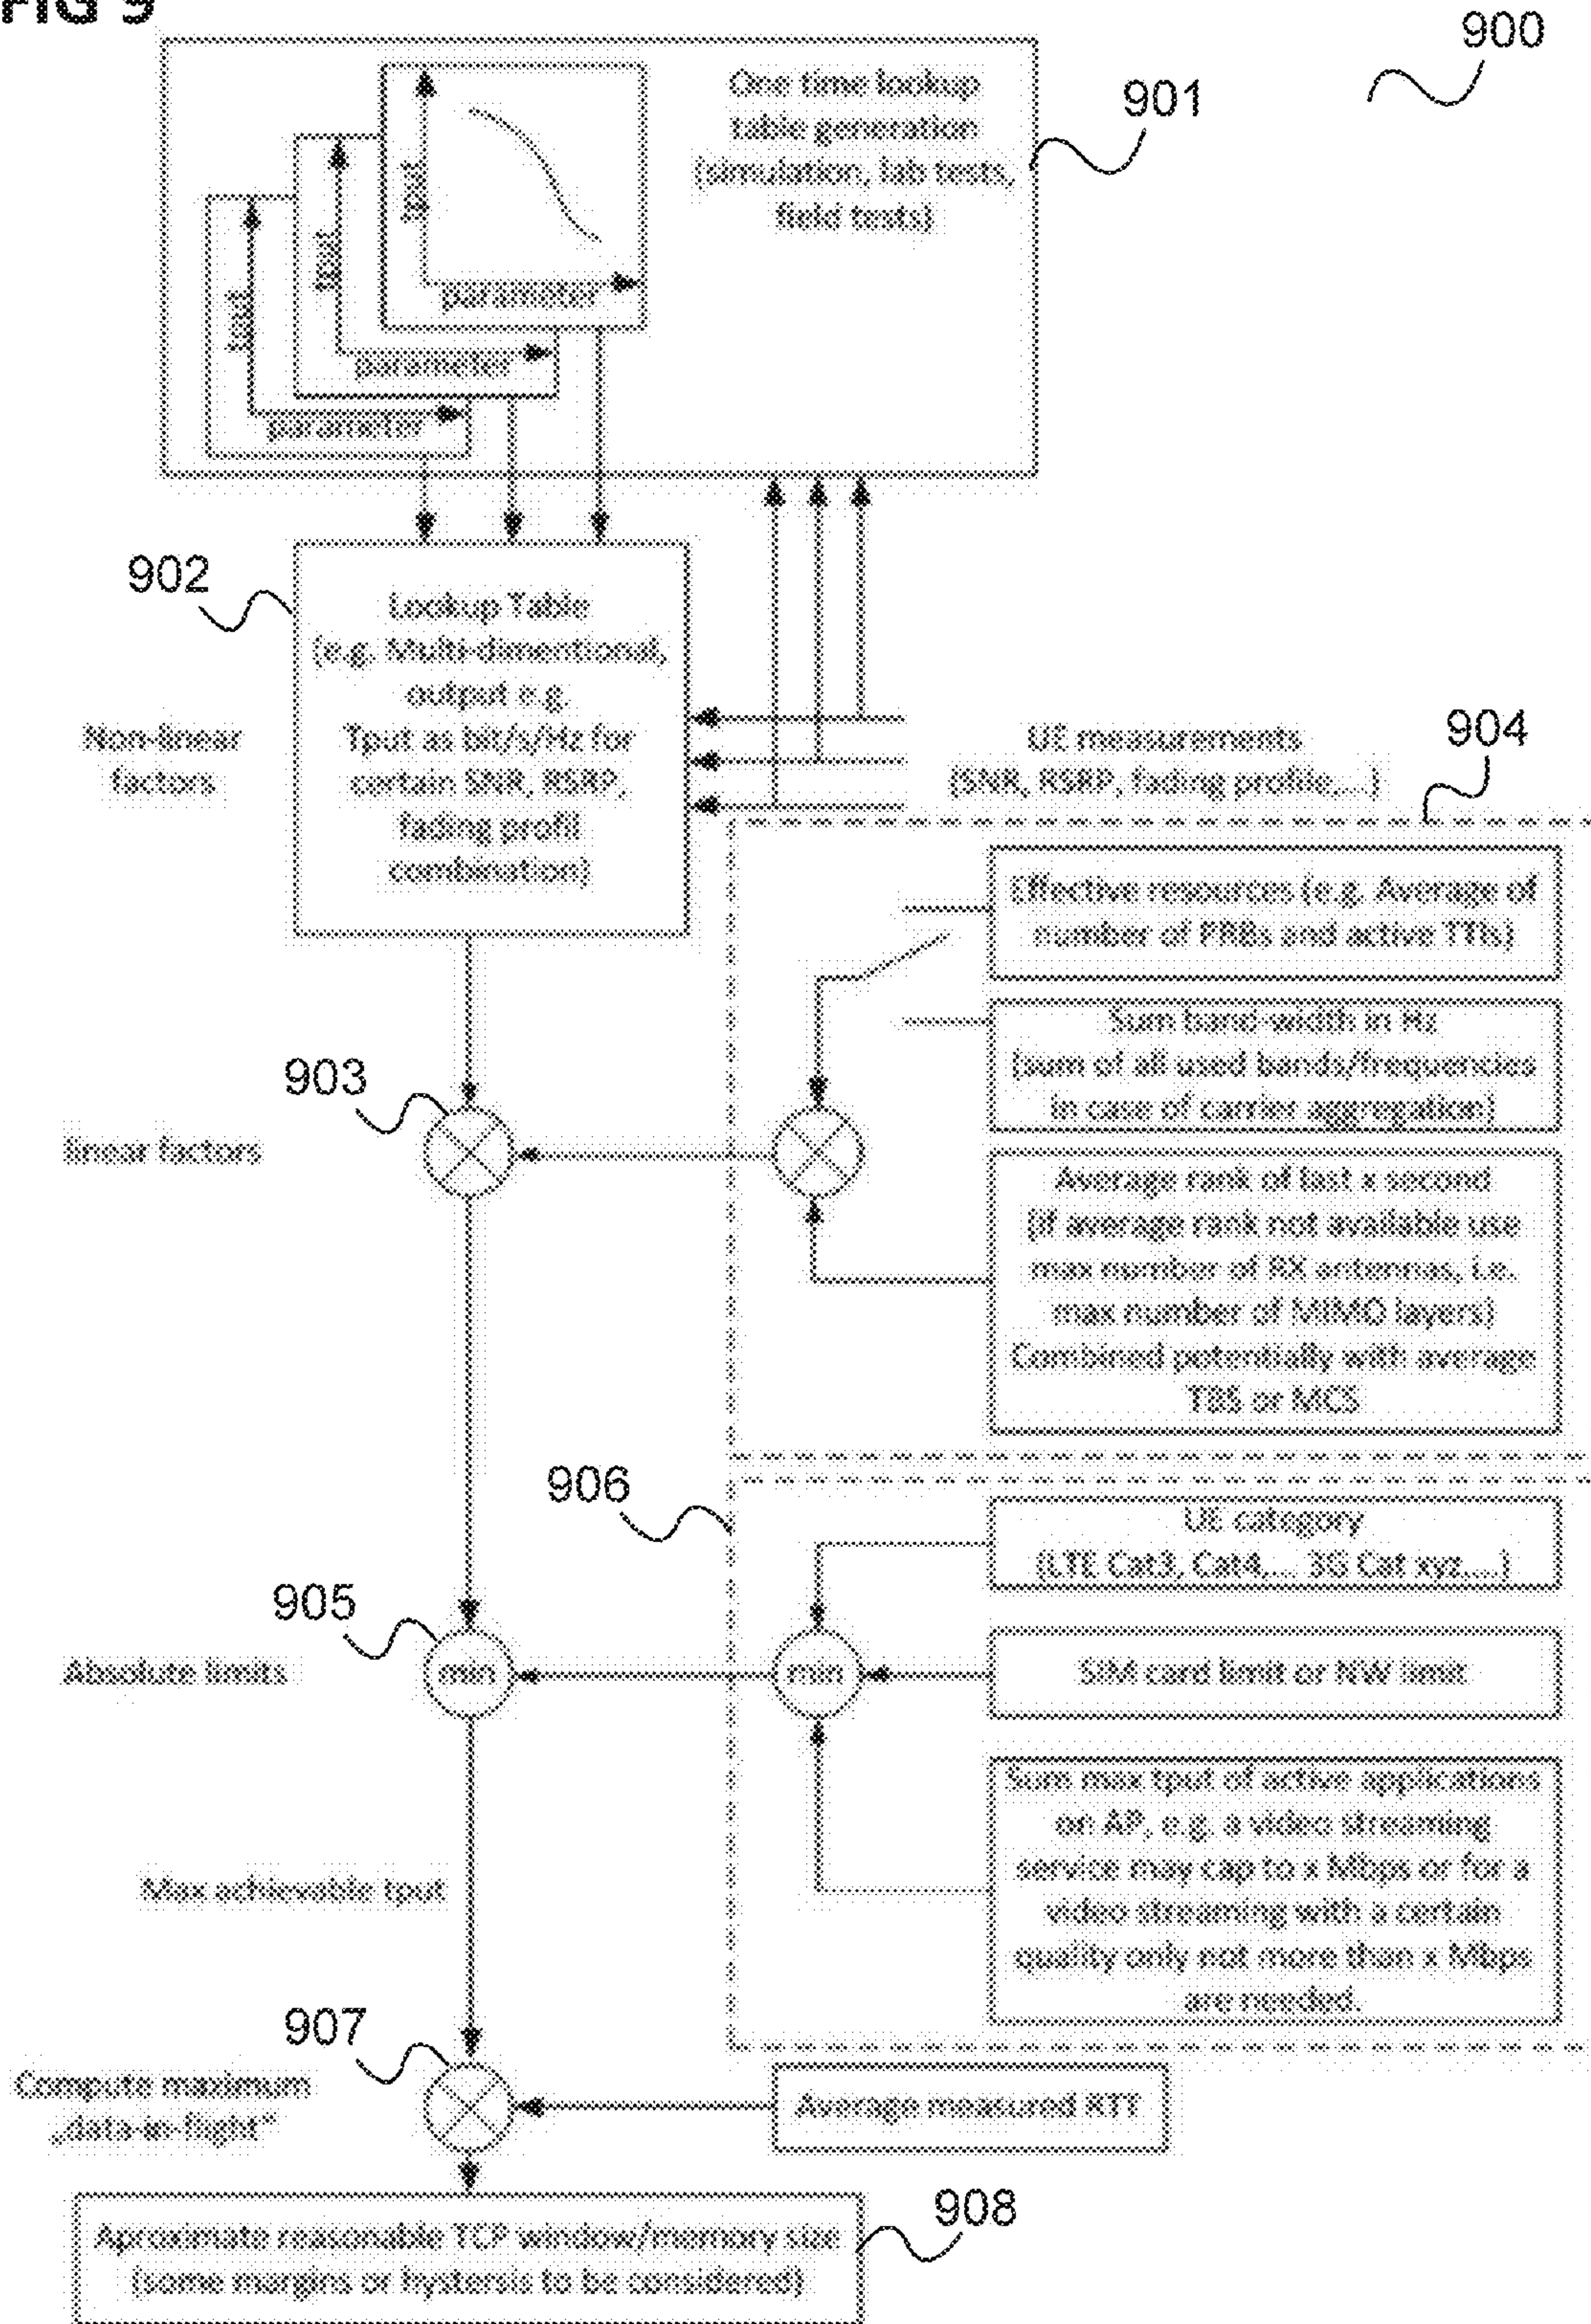 FIG 9
900
901
One time lookup
table generation
(simulation, lab tests,
field tests)
tput
parameter
tput
parameter
tput
parameter
902
Lookup Table
(e.g. Multi-dimentional,
output e.g.
Tput as bit/s/Hz for
certain SNR, RSRP,
fading profil
combination)
Non-linear
factors
UE measurements
(SNR, RSRP, fading profile,...)
904
Effective resources (e.g. Average of
number of PRBs and active TTIs)
Sum band-width in Hz
(sum of all used bands/frequencies
in case of carrier aggregation)
903
linear factors
Average rank of last x second
(if average rank not available use
max number of RX antennas, i.e.
max number of MIMO layers)
Combined potentially with average
TBS or MCS
906
UE category
(LTE Cat3, Cat4,... 3G Cat xyz,...)
905
Absolute limits
min
min
SIM card limit or NW limit
Sum max tput of active applications
on AP, e.g. a video streaming
service may cap to x Mbps or for a
video streaming with a certain
quality only not more than x Mbps
are needed.
Max achievable tput
907
Compute maximum
„data-in-flight“
Average measured RTT
908
Aproximate reasonable TCP window/memory size
(some margins or hystersis to be considered)